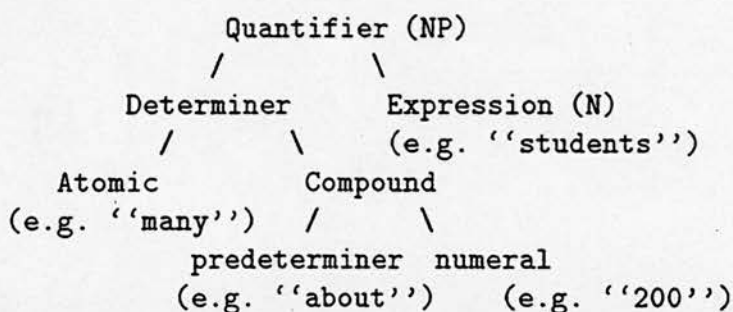 Quantifier (NP)
/ \
Determiner Expression (N)
/ \ (e.g. ‘‘students’’)
Atomic Compound
(e.g. ‘‘many’’) / \
predeterminer numeral
(e.g. ‘‘about’’) (e.g. ‘‘200’’)